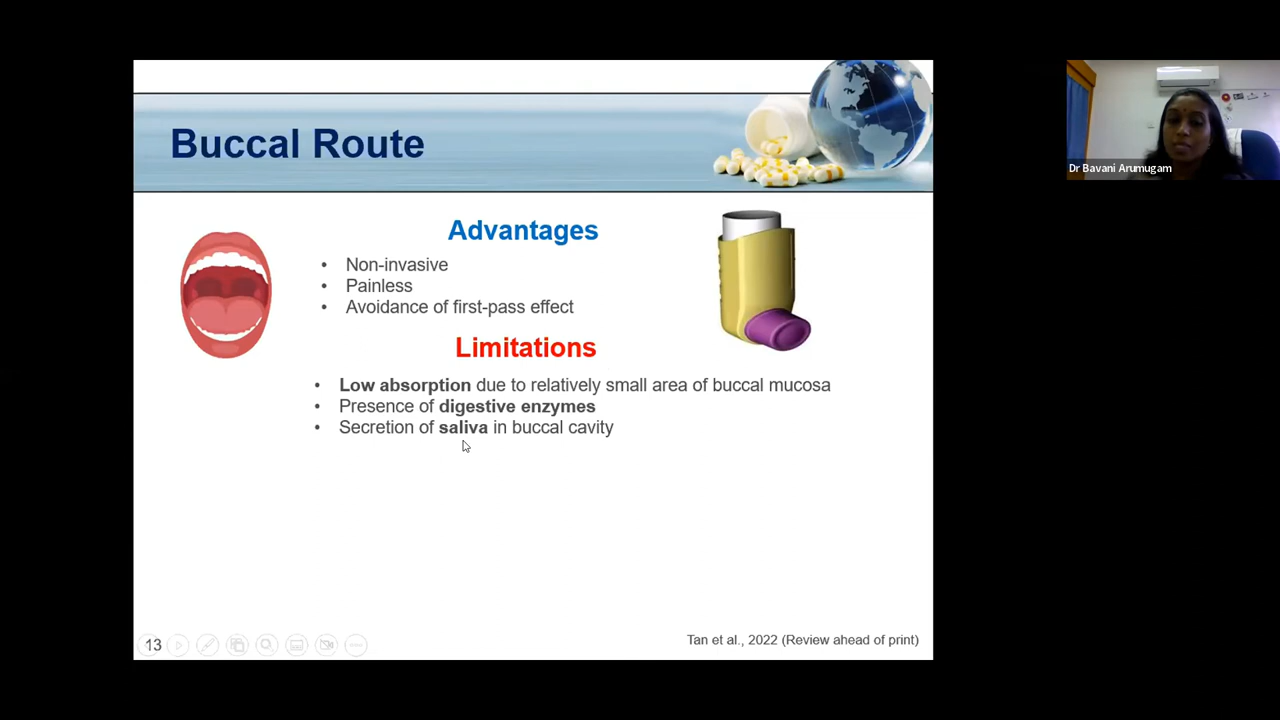 Buccal Route
Advantages
• Non-invasive
• Painless
• Avoidance of first-pass effect
Limitations
• Low absorption due to relatively small area of buccal mucosa
• Presence of digestive enzymes
• Secretion of saliva in buccal cavity
13
Tan et al., 2022 (Review ahead of print)
Dr Bavani Arumugam